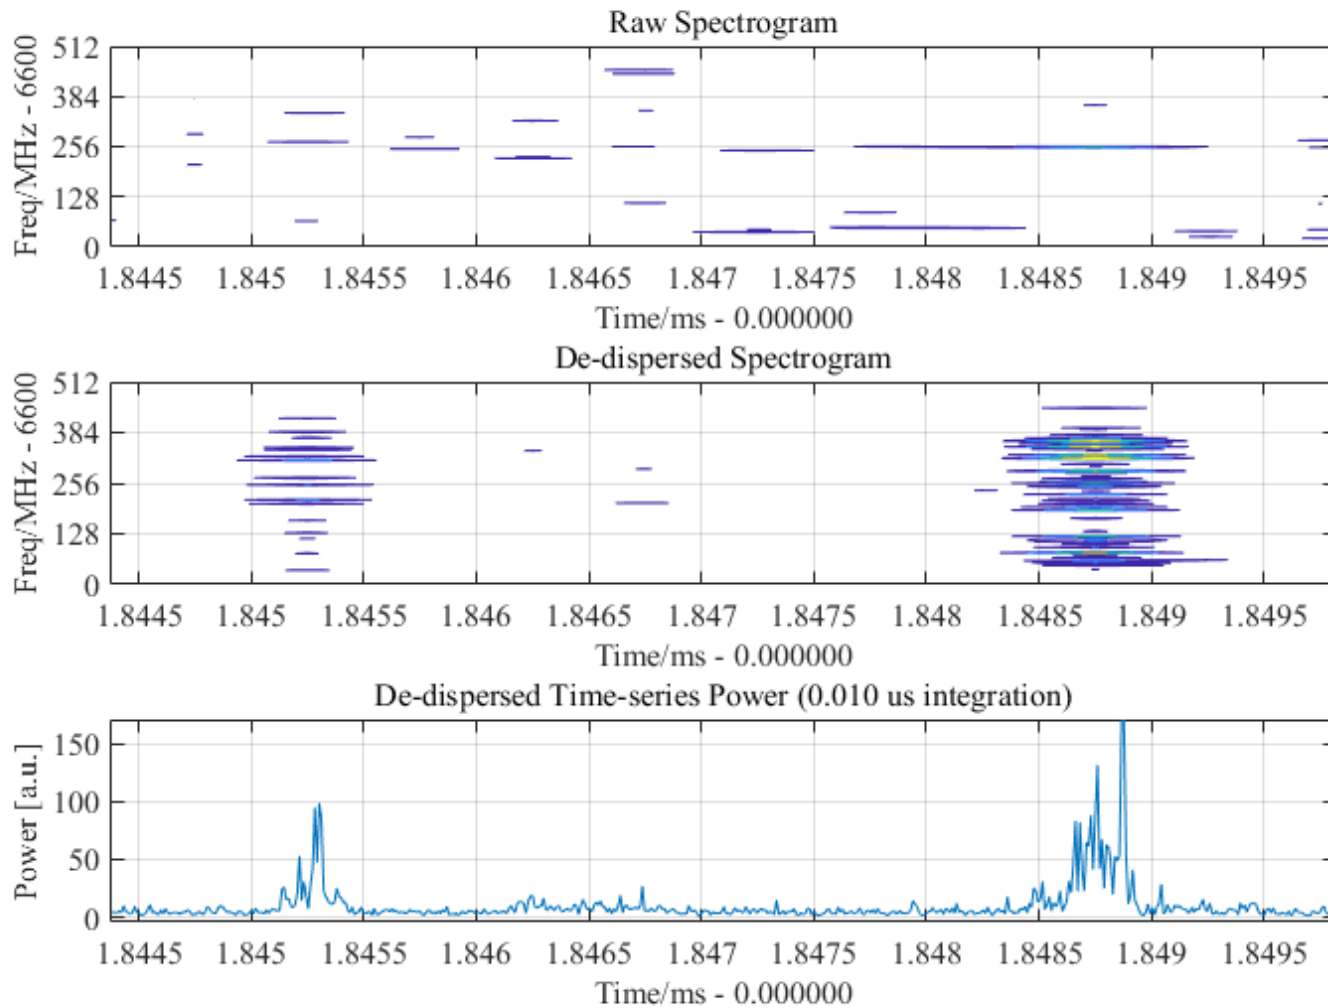 Raw Spectrogram
Freq/MHz - 6600
512
384
256
128
0
1.8445 1.845 1.8455 1.846 1.8465 1.847 1.8475 1.848 1.8485 1.849 1.8495
Time/ms - 0.000000
De-dispersed Spectrogram
Freq/MHz - 6600
512
384
256
128
0
1.8445 1.845 1.8455 1.846 1.8465 1.847 1.8475 1.848 1.8485 1.849 1.8495
Time/ms - 0.000000
De-dispersed Time-series Power (0.010 us integration)
Power [a.u.]
150
100
50
0
1.8445 1.845 1.8455 1.846 1.8465 1.847 1.8475 1.848 1.8485 1.849 1.8495
Time/ms - 0.000000